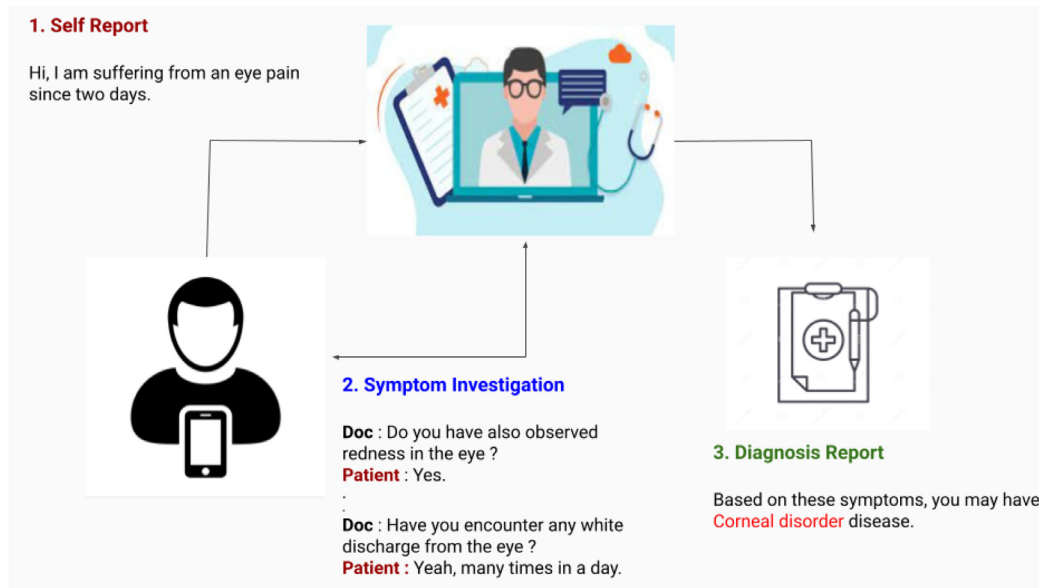 1. Self Report
Hi, I am suffering from an eye pain
since two days.
2. Symptom Investigation
Doc : Do you have also observed
redness in the eye ?
Patient : Yes.
.
.
Doc : Have you encounter any white
discharge from the eye ?
Patient : Yeah, many times in a day.
3. Diagnosis Report
Based on these symptoms, you may have
Corneal disorder disease.